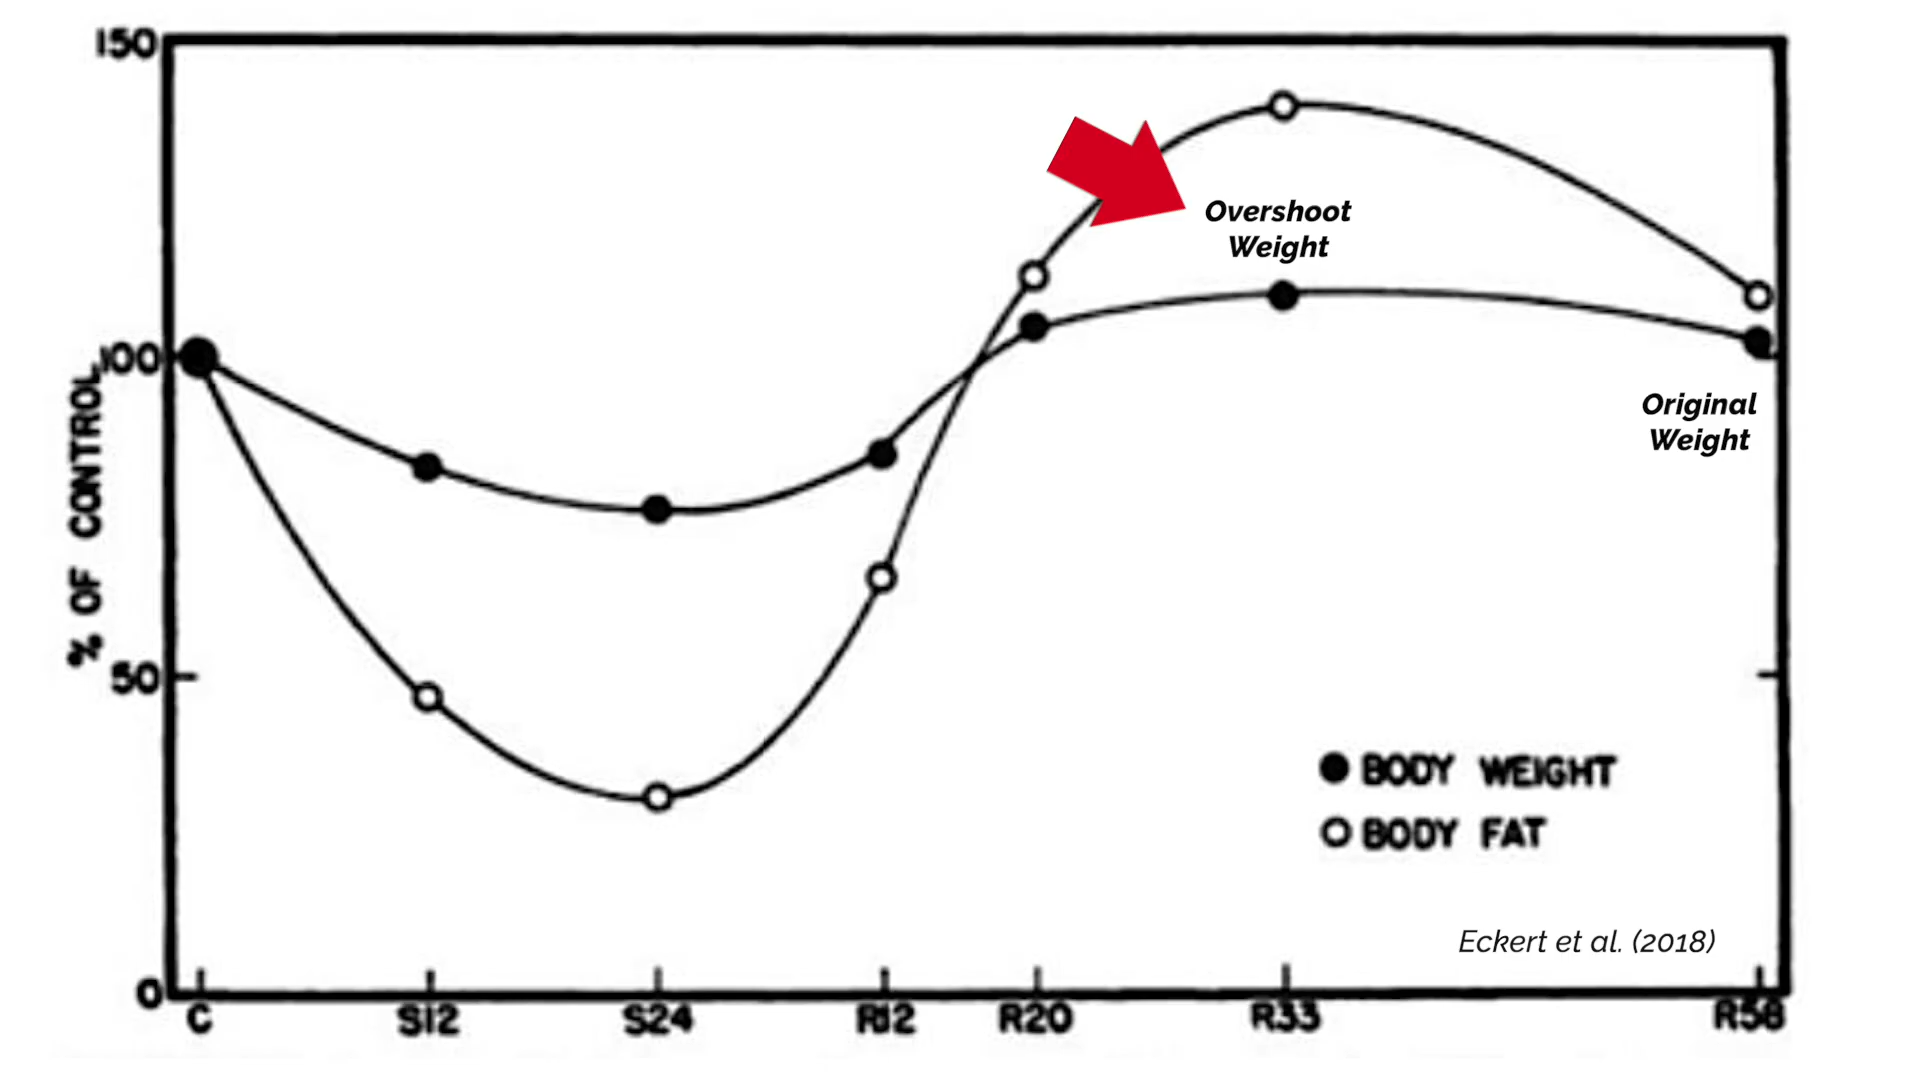 150
Overshoot
Weight
100
Original
Weight
% OF CONTROL
50
BODY WEIGHT
BODY FAT
Eckert et al. (2018)
0
C S12 S24 R12 R20 R33 R58